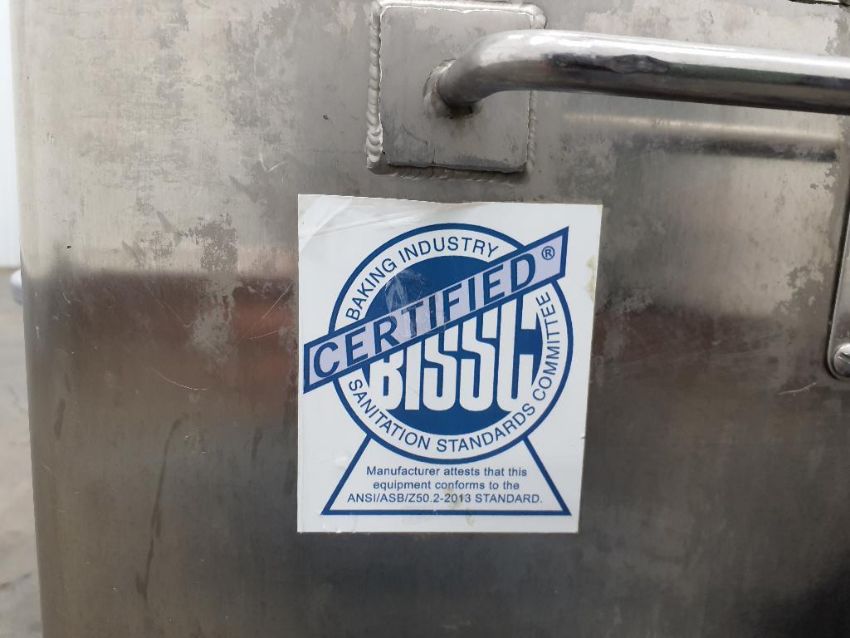 BAKING INDUSTRY
CERTIFIED®
BISSC
SANITATION STANDARDS COMMITTEE
Manufacturer attests that this
equipment conforms to the
ANSI/ASB/Z50.2-2013 STANDARD.